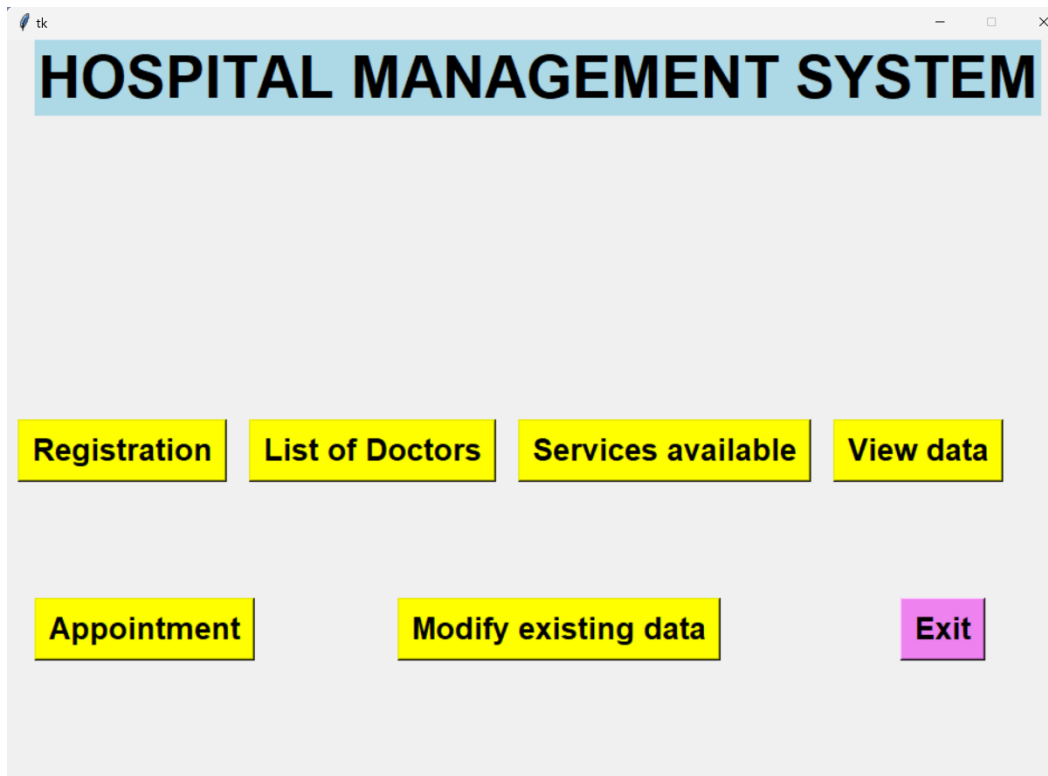 tk
HOSPITAL MANAGEMENT SYSTEM
Registration List of Doctors Services available View data
Appointment Modify existing data Exit